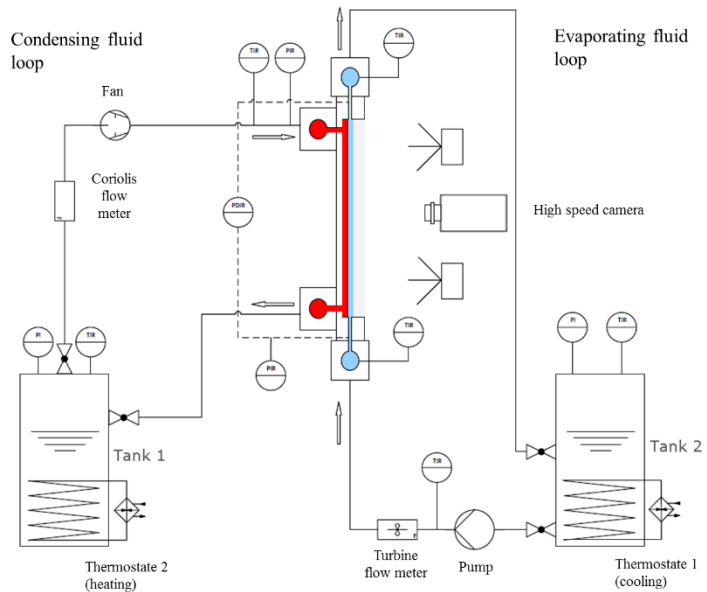 Condensing fluid
loop
Evaporating fluid
loop
TIR
PIR
TIR
Fan
Coriolis
flow
meter
PDIR
High speed camera
PI
TIR
PIR
TIR
PI
TIR
Tank 1
Tank 2
TIR
F
F
Turbine
flow meter
Pump
Thermostate 2
(heating)
Thermostate 1
(cooling)